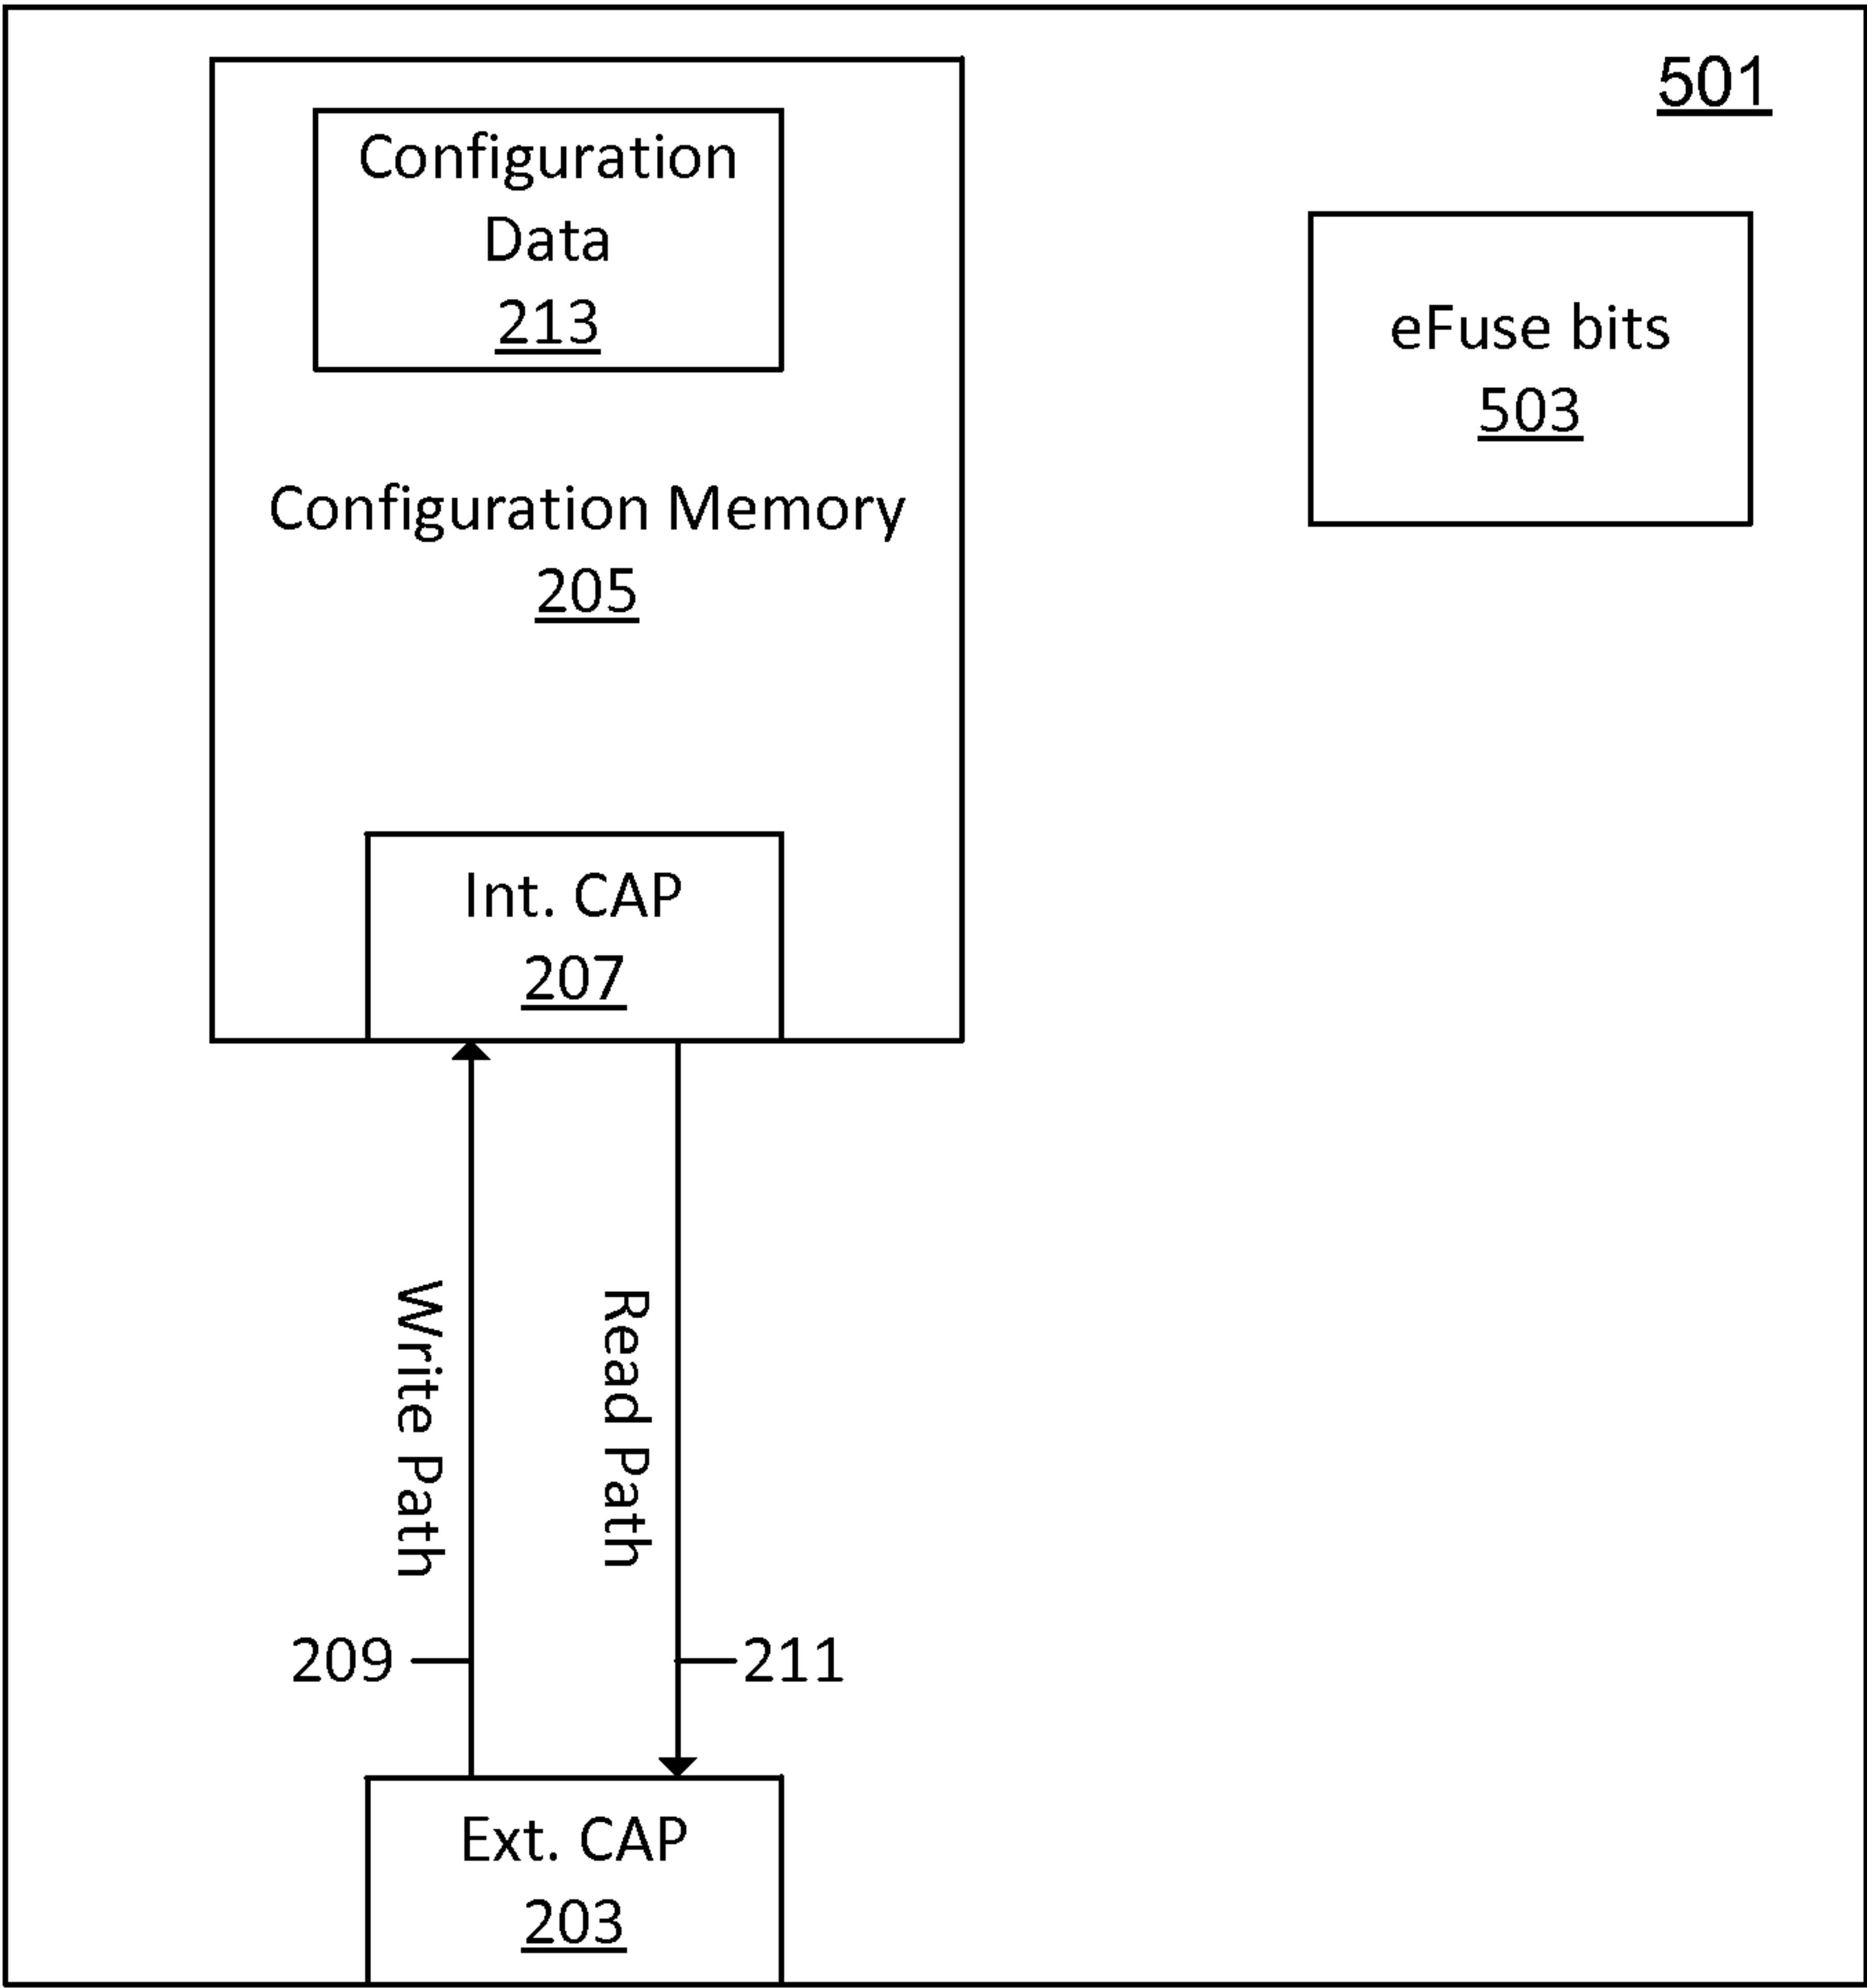 501
Configuration
Data
213
eFuse bits
503
Configuration Memory
205
Int. CAP
207
Write Path
Read Path
209
211
Ext. CAP
203